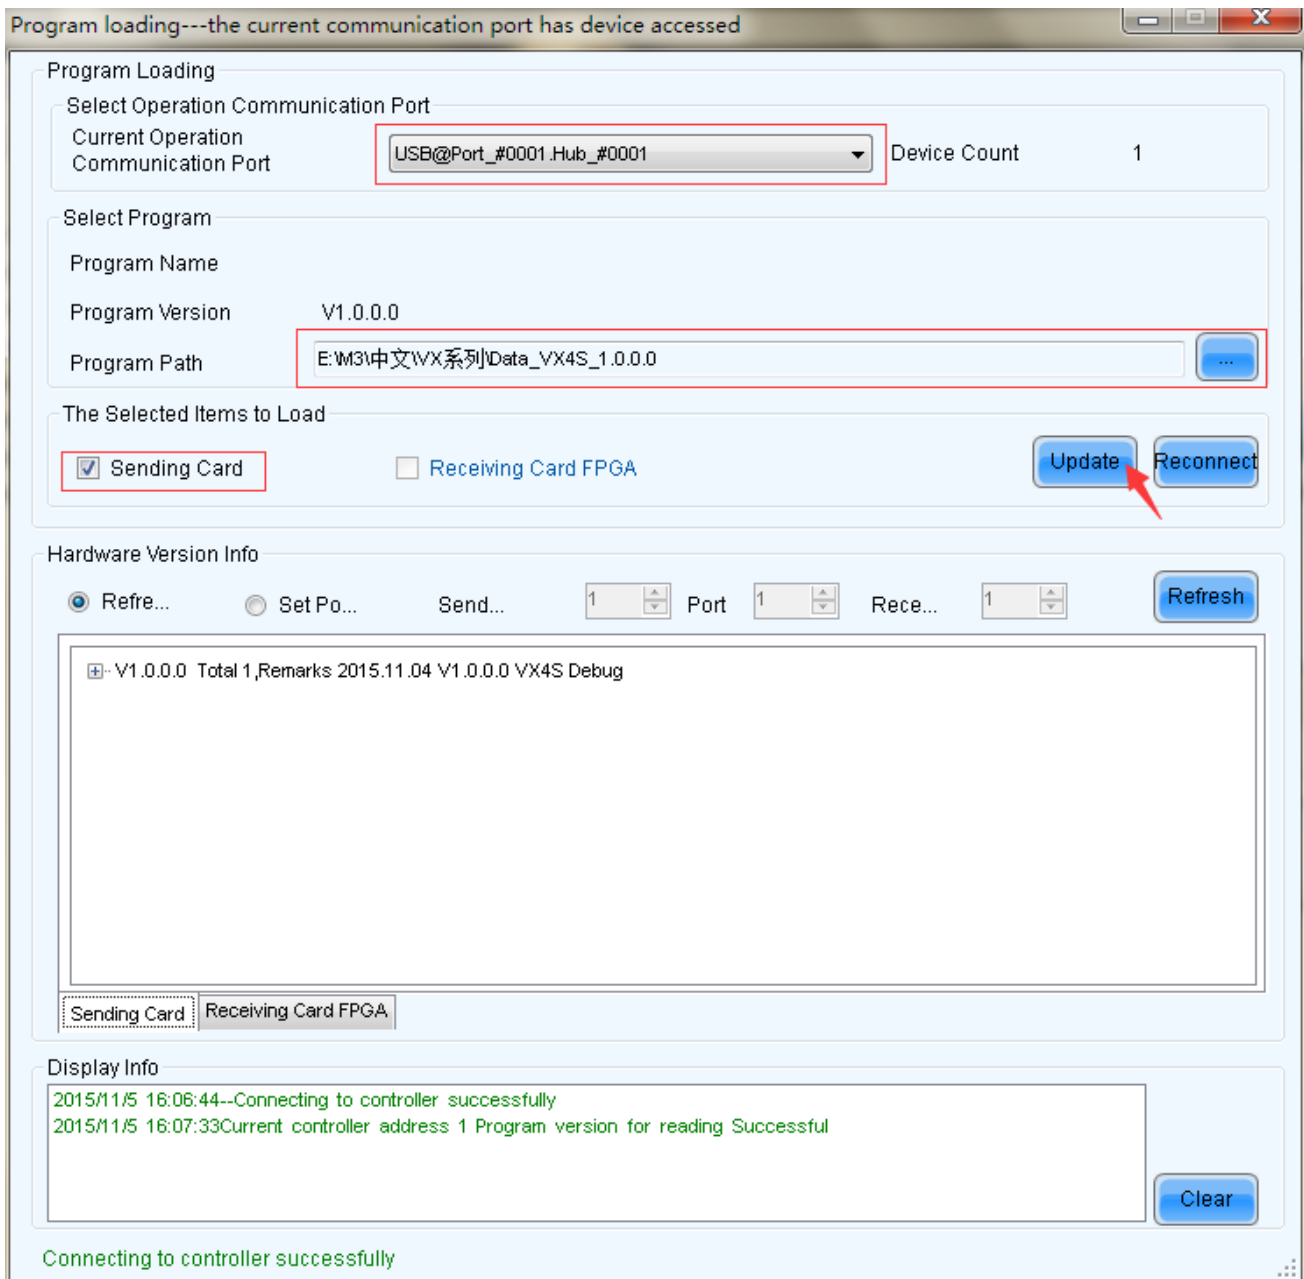 Program loading---the current communication port has device accessed
Program Loading
Select Operation Communication Port
Current Operation
Communication Port
USB@Port_#0001.Hub_#0001
Device Count 1
Select Program
Program Name
Program Version V1.0.0.0
Program Path E:\M3\中文\VX系列\Data_VX4S_1.0.0.0 ...
The Selected Items to Load
Sending Card Receiving Card FPGA Update Reconnect
Hardware Version Info
Refre... Set Po... Send... 1 Port 1 Rece... 1 Refresh
V1.0.0.0 Total 1,Remarks 2015.11.04 V1.0.0.0 VX4S Debug
Sending Card Receiving Card FPGA
Display Info
2015/11/5 16:06:44--Connecting to controller successfully
2015/11/5 16:07:33Current controller address 1 Program version for reading Successful
Clear
Connecting to controller successfully